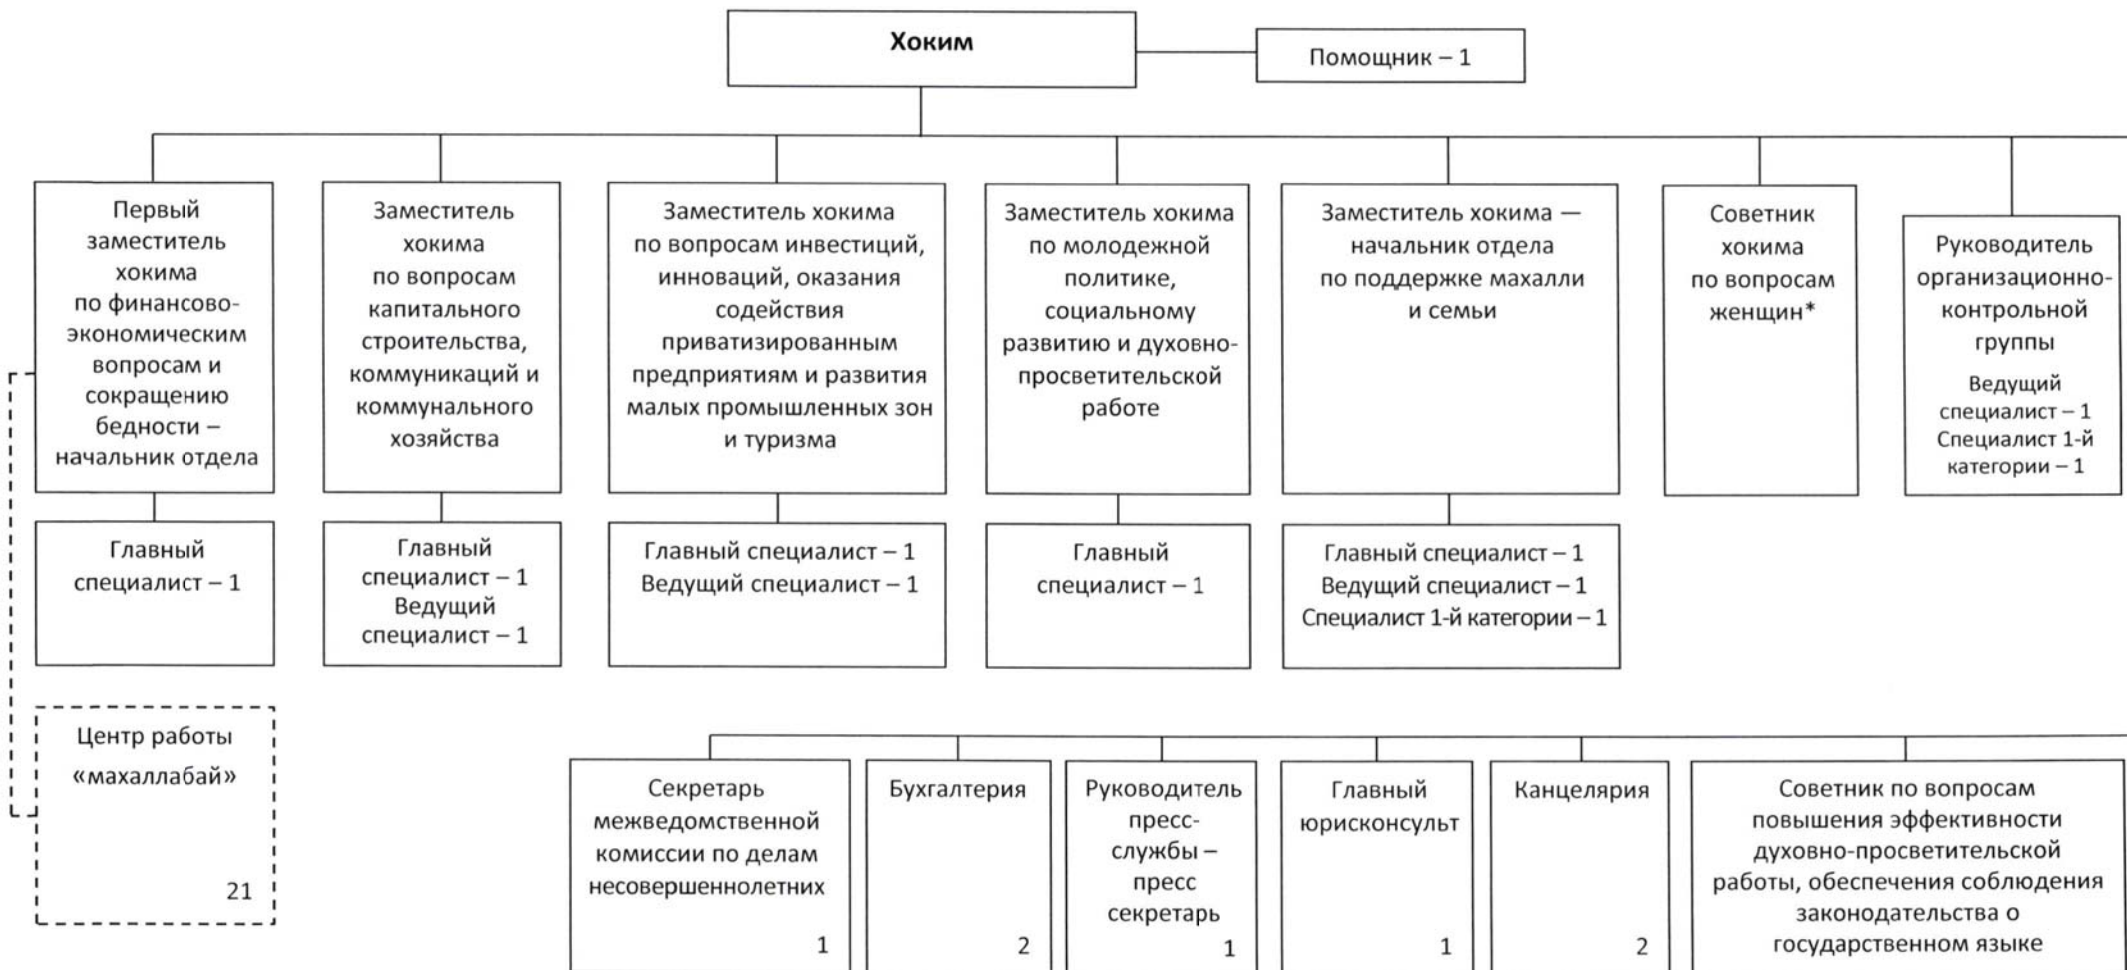 Хоким
Помощник – 1
Первый
заместитель
хокима
по финансово-
экономическим
вопросам и
сокращению
бедности –
начальник отдела
Заместитель
хокима
по вопросам
капитального
строительства,
коммуникаций и
коммунального
хозяйства
Заместитель хокима
по вопросам инвестиций,
инноваций, оказания
содействия
приватизированным
предприятиям и развития
малых промышленных зон
и туризма
Заместитель хокима
по молодежной
политике,
социальному
развитию и духовно-
просветительской
работе
Заместитель хокима —
начальник отдела
по поддержке махалли
и семьи
Советник
хокима
по вопросам
женщин*
Руководитель
организационно-
контрольной
группы
Ведущий
специалист – 1
Специалист 1-й
категории – 1
Главный
специалист – 1
Главный
специалист – 1
Ведущий
специалист – 1
Главный специалист – 1
Ведущий специалист – 1
Главный
специалист – 1
Главный специалист – 1
Ведущий специалист – 1
Специалист 1-й категории – 1
Центр работы
«махаллабай»
21
Секретарь
межведомственной
комиссии по делам
несовершеннолетних
1
Бухгалтерия
2
Руководитель
пресс-
службы –
пресс
секретарь
1
Главный
юрисконсульт
1
Канцелярия
2
Советник по вопросам
повышения эффективности
духовно-просветительской
работы, обеспечения соблюдения
законодательства о
государственном языке